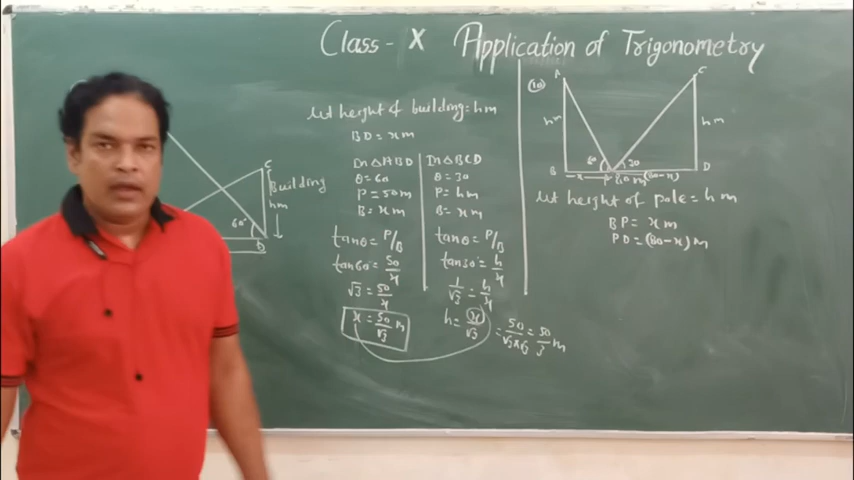 Class - X Application of Trigonometry
Let height of building = h m
BD = x m
In △ABD
θ = 60
P = 50m
B = x m
tanθ = P/B
tan60° = 50/x
√3 = 50/x
x = 50/√3 m
In △BCD
θ = 30
P = h m
B = x m
tanθ = P/B
tan30° = h/x
1/√3 = h/x
h = x/√3 = 50/√3×√3 = 50/3 m
C
Building
h m
60°
D
(10)
A
C
h m
h m
60
30
B
x
P
80 m
(80-x)
D
Let height of pole = h m
BP = x m
PD = (80-x) m